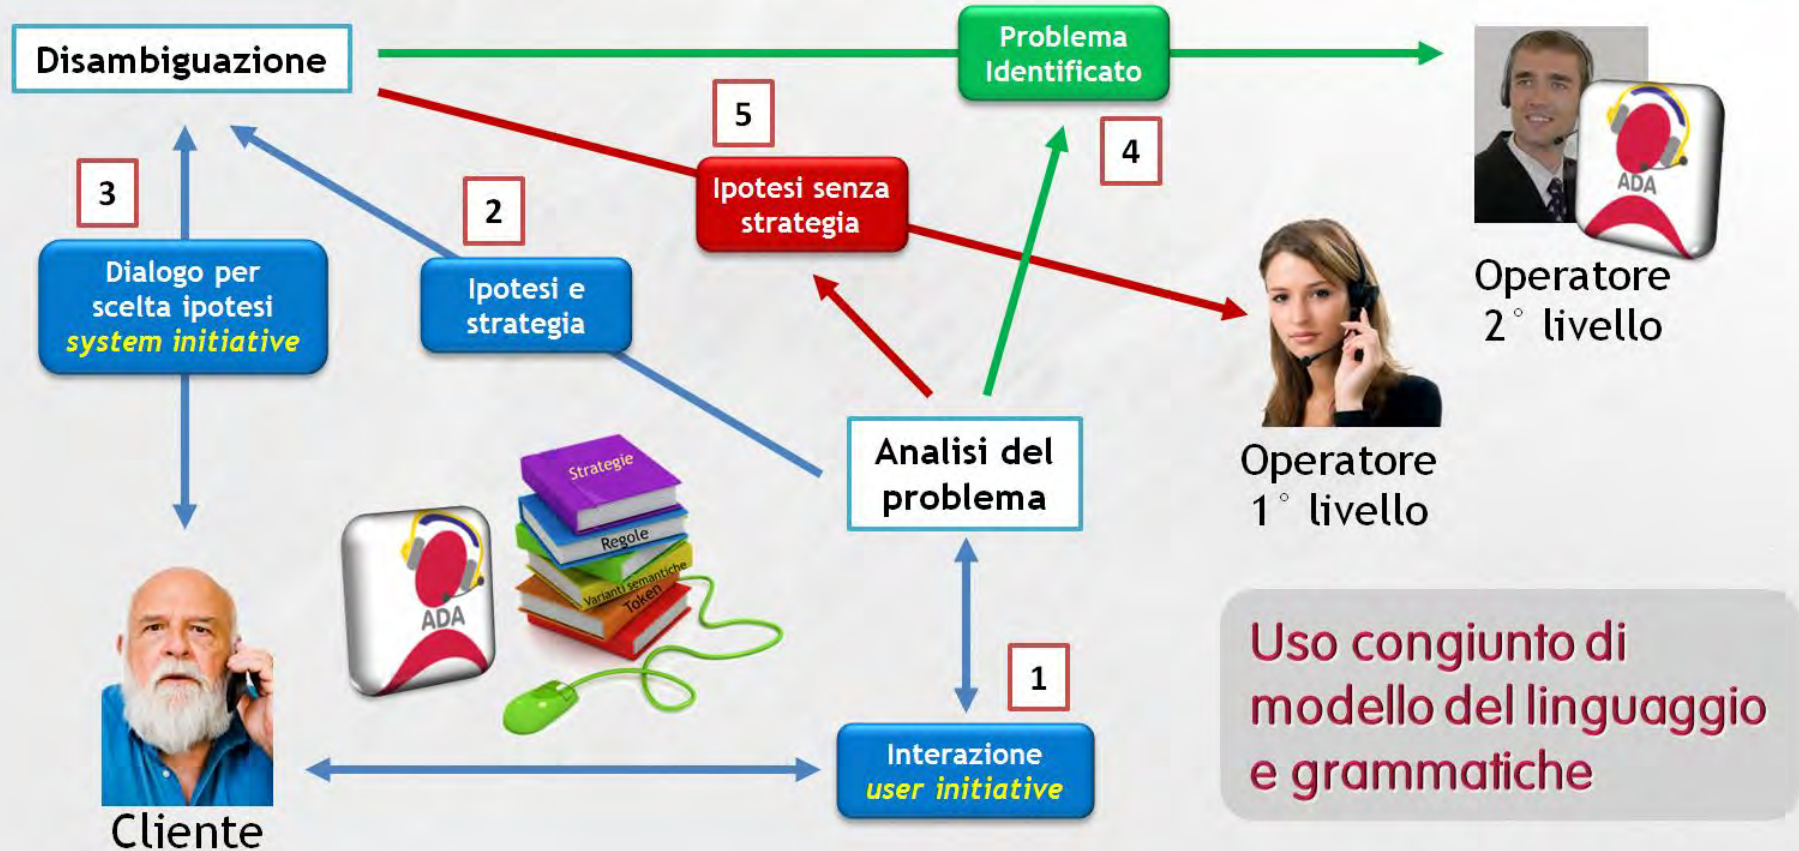 Disambiguazione
Problema
Identificato
5
4
3
2
Ipotesi senza
strategia
ADA
Dialogo per
scelta ipotesi
system initiative
Ipotesi e
strategia
Operatore
2° livello
Analisi del
problema
Operatore
1° livello
Strategie
Regole
Varianti semantiche
Token
ADA
1
Interazione
user initiative
Uso congiunto di
modello del linguaggio
e grammatiche
Cliente